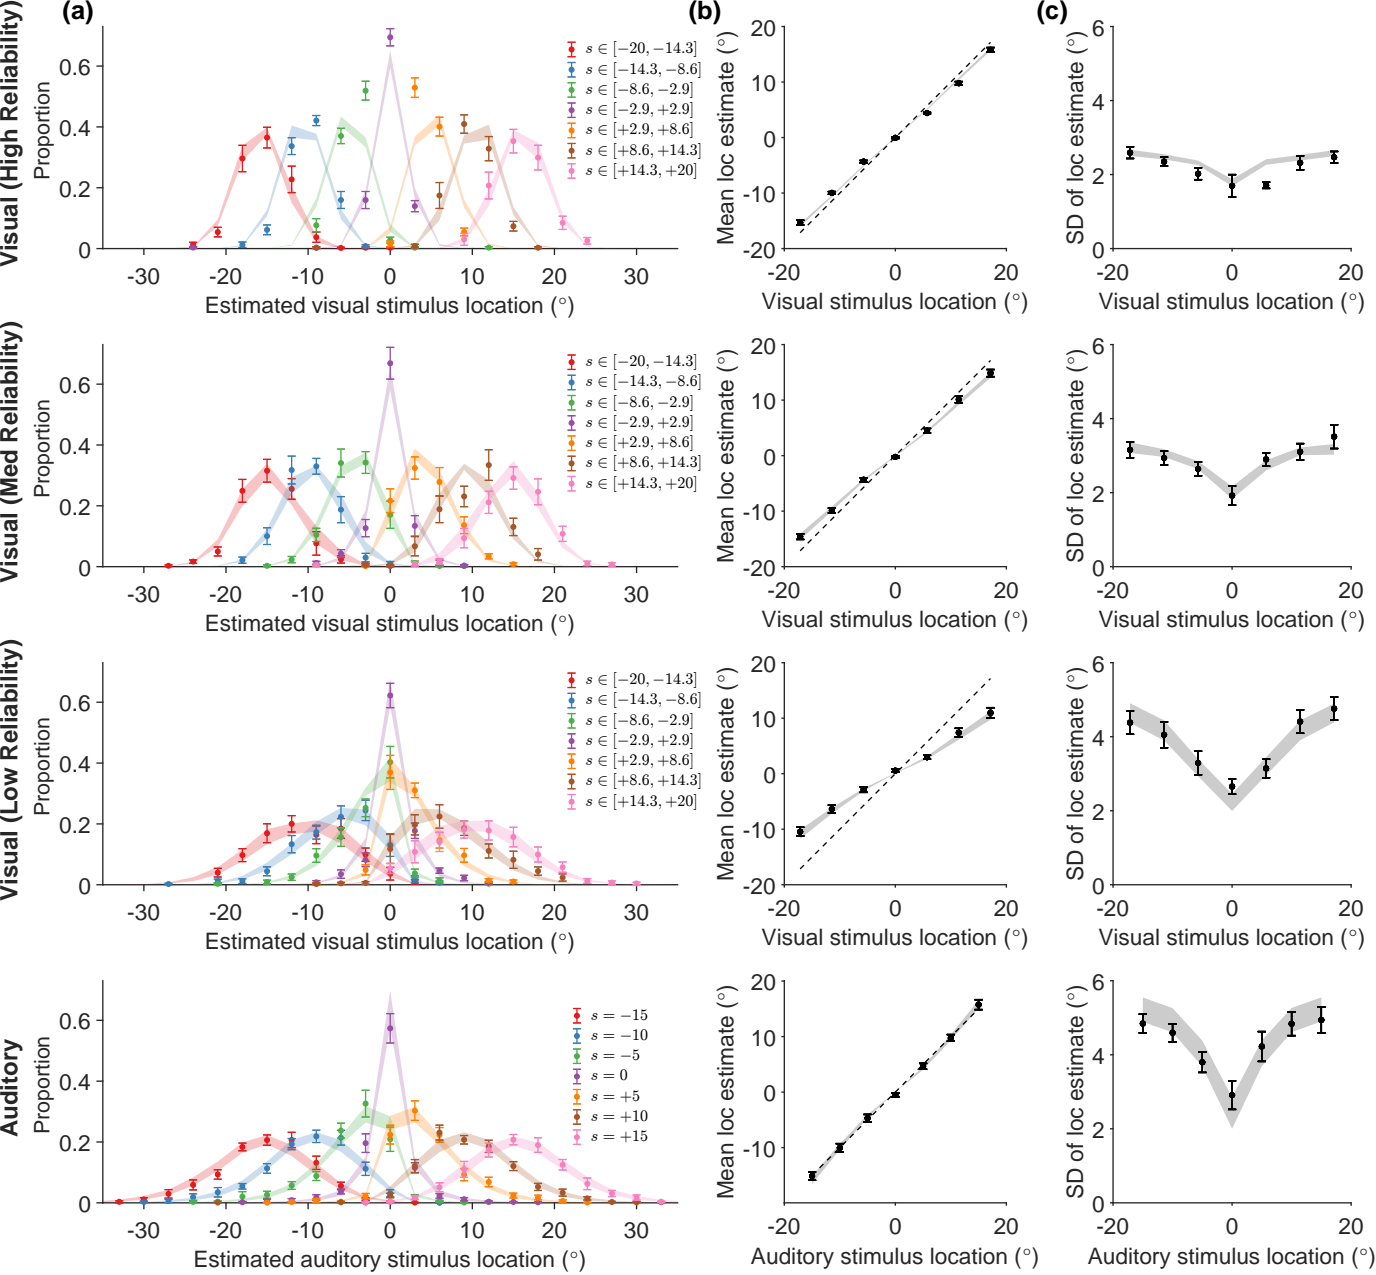 (a)
(b)
(c)
Visual (High Reliability)
Proportion
0.6
0.4
0.2
0
-30
-20
-10
0
10
20
30
Estimated visual stimulus location (°)
s ∈ [−20, −14.3]
s ∈ [−14.3, −8.6]
s ∈ [−8.6, −2.9]
s ∈ [−2.9, +2.9]
s ∈ [+2.9, +8.6]
s ∈ [+8.6, +14.3]
s ∈ [+14.3, +20]
Mean loc estimate (°)
20
10
0
-10
-20
-20
0
20
Visual stimulus location (°)
SD of loc estimate (°)
6
4
2
0
-20
0
20
Visual stimulus location (°)
Visual (Med Reliability)
Proportion
0.6
0.4
0.2
0
-30
-20
-10
0
10
20
30
Estimated visual stimulus location (°)
s ∈ [−20, −14.3]
s ∈ [−14.3, −8.6]
s ∈ [−8.6, −2.9]
s ∈ [−2.9, +2.9]
s ∈ [+2.9, +8.6]
s ∈ [+8.6, +14.3]
s ∈ [+14.3, +20]
Mean loc estimate (°)
20
10
0
-10
-20
-20
0
20
Visual stimulus location (°)
SD of loc estimate (°)
6
4
2
0
-20
0
20
Visual stimulus location (°)
Visual (Low Reliability)
Proportion
0.6
0.4
0.2
0
-30
-20
-10
0
10
20
30
Estimated visual stimulus location (°)
s ∈ [−20, −14.3]
s ∈ [−14.3, −8.6]
s ∈ [−8.6, −2.9]
s ∈ [−2.9, +2.9]
s ∈ [+2.9, +8.6]
s ∈ [+8.6, +14.3]
s ∈ [+14.3, +20]
Mean loc estimate (°)
20
10
0
-10
-20
-20
0
20
Visual stimulus location (°)
SD of loc estimate (°)
6
4
2
0
-20
0
20
Visual stimulus location (°)
Auditory
Proportion
0.6
0.4
0.2
0
-30
-20
-10
0
10
20
30
Estimated auditory stimulus location (°)
s = −15
s = −10
s = −5
s = 0
s = +5
s = +10
s = +15
Mean loc estimate (°)
20
10
0
-10
-20
0
20
Auditory stimulus location (°)
SD of loc estimate (°)
6
4
2
0
-20
0
20
Auditory stimulus location (°)